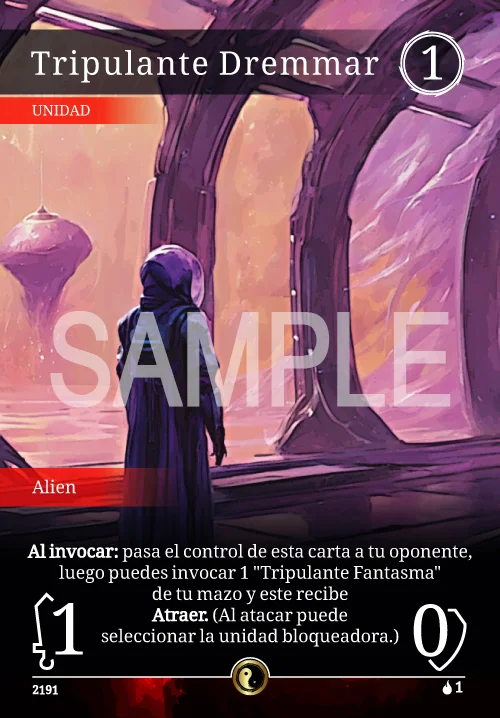 Tripulante Dremmar 1
UNIDAD
SAMPLE
Alien
Al invocar: pasa el control de esta carta a tu oponente,
luego puedes invocar 1 "Tripulante Fantasma"
de tu mazo y este recibe
Atraer. (Al atacar puede
seleccionar la unidad bloqueadora.)
1 0
2191 1